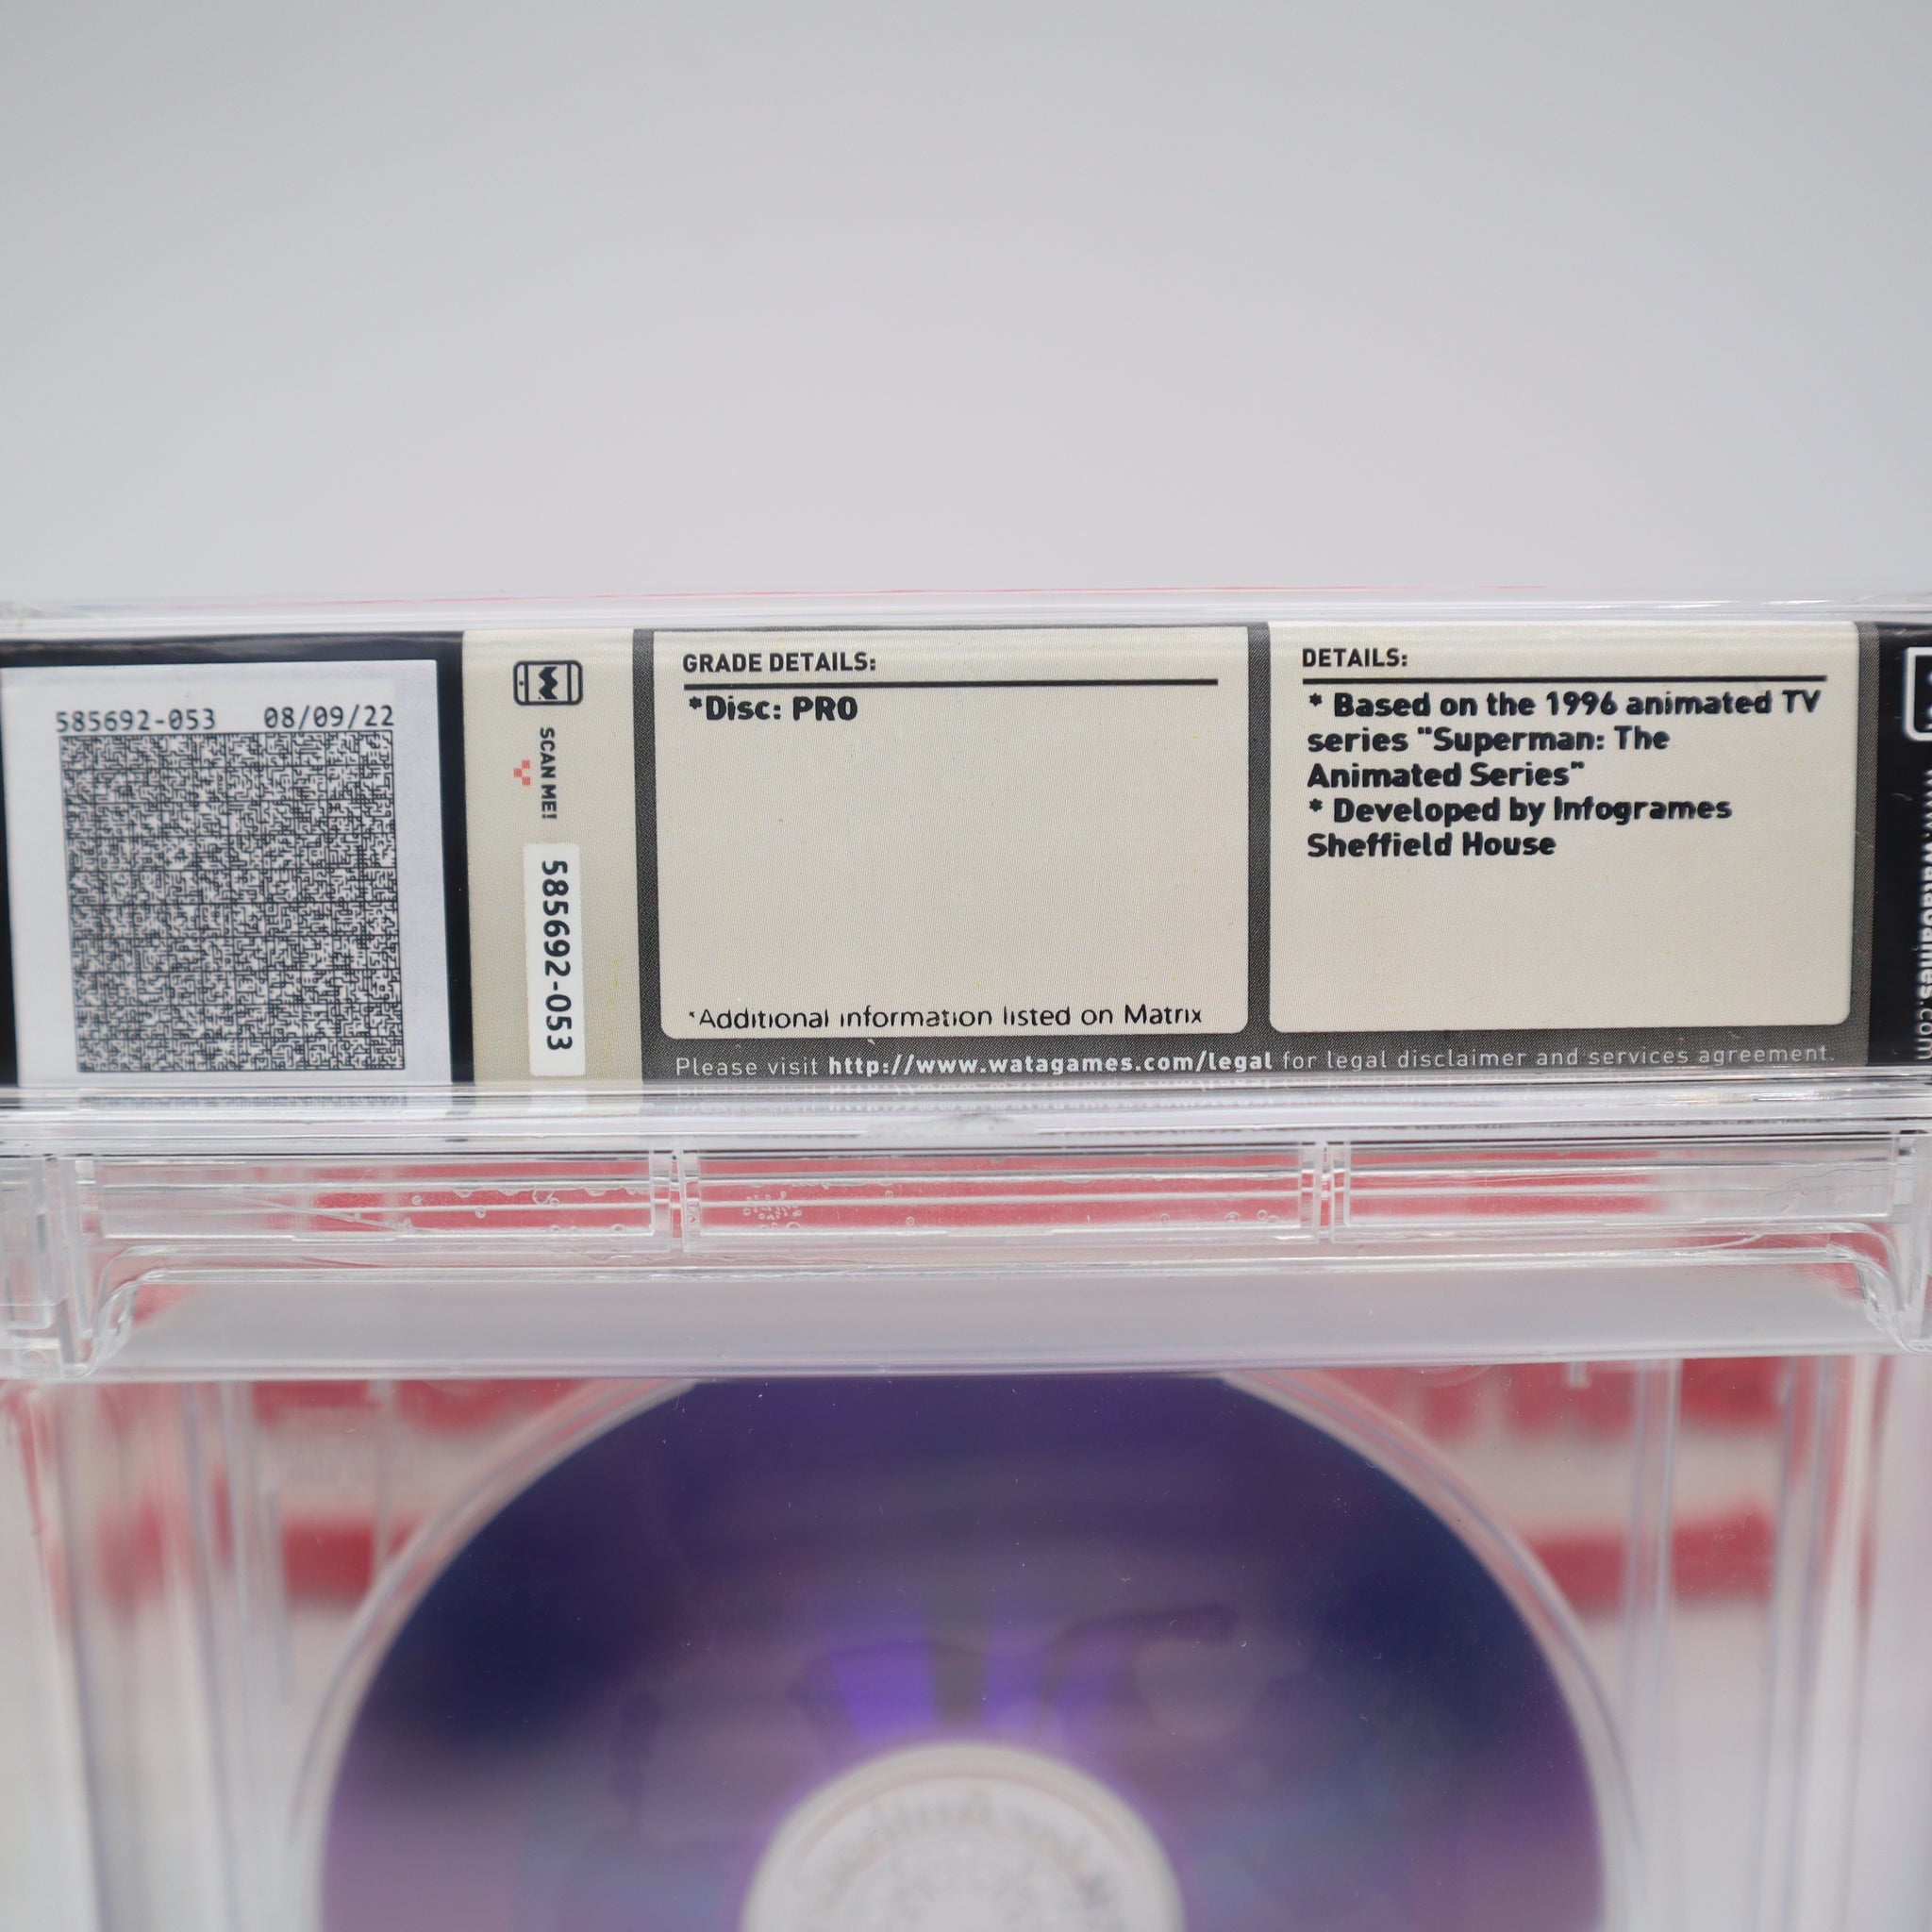 585692-053 08/09/22
SCAN ME!
585692-053
GRADE DETAILS:
*Disc: PRO
*Additional information listed on Matrix
DETAILS:
* Based on the 1996 animated TV
series "Superman: The
Animated Series"
* Developed by Infogrames
Sheffield House
Please visit http://www.watagames.com/legal for legal disclaimer and services agreement.